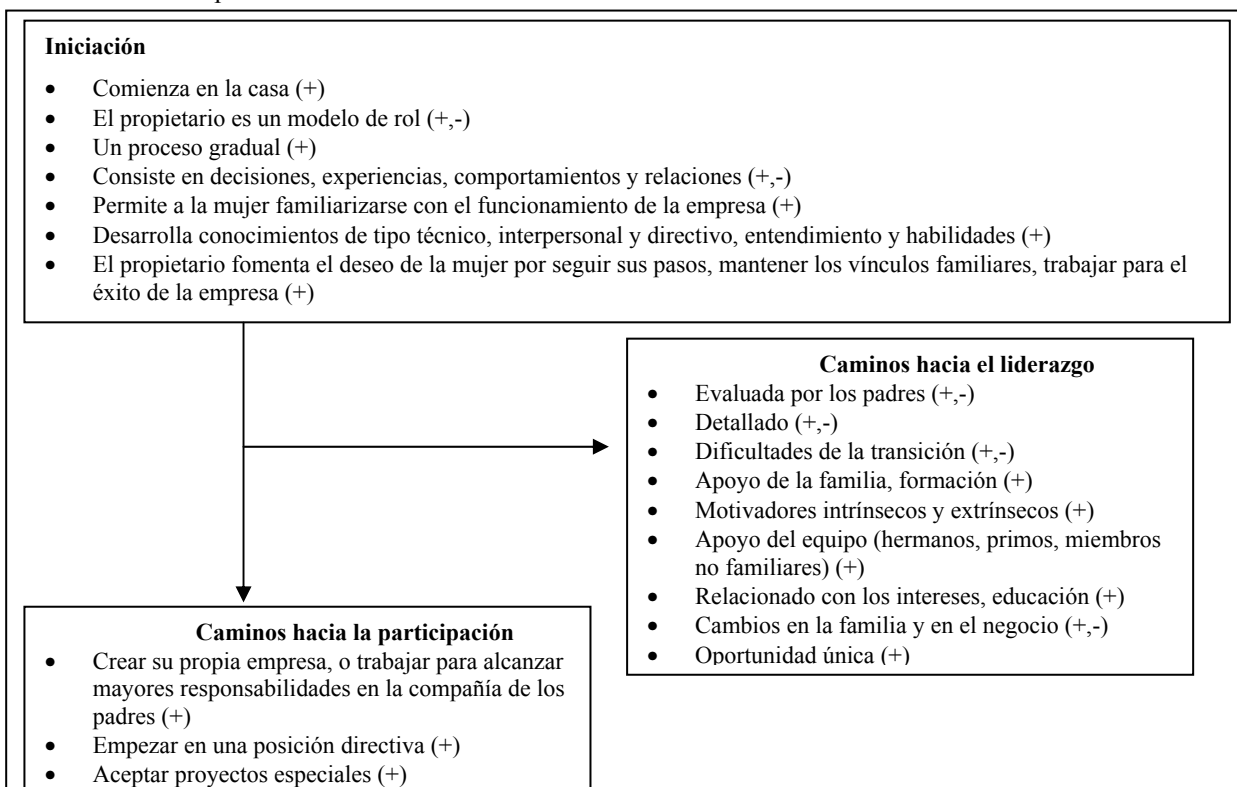 Iniciación
• Comienza en la casa (+)
• El propietario es un modelo de rol (+,-)
• Un proceso gradual (+)
• Consiste en decisiones, experiencias, comportamientos y relaciones (+,-)
• Permite a la mujer familiarizarse con el funcionamiento de la empresa (+)
• Desarrolla conocimientos de tipo técnico, interpersonal y directivo, entendimiento y habilidades (+)
• El propietario fomenta el deseo de la mujer por seguir sus pasos, mantener los vínculos familiares, trabajar para el
éxito de la empresa (+)
Caminos hacia el liderazgo
• Evaluada por los padres (+,-)
• Detallado (+,-)
• Dificultades de la transición (+,-)
• Apoyo de la familia, formación (+)
• Motivadores intrínsecos y extrínsecos (+)
• Apoyo del equipo (hermanos, primos, miembros
no familiares) (+)
• Relacionado con los intereses, educación (+)
• Cambios en la familia y en el negocio (+,-)
• Oportunidad única (+)
Caminos hacia la participación
• Crear su propia empresa, o trabajar para alcanzar
mayores responsabilidades en la compañía de los
padres (+)
• Empezar en una posición directiva (+)
• Aceptar proyectos especiales (+)